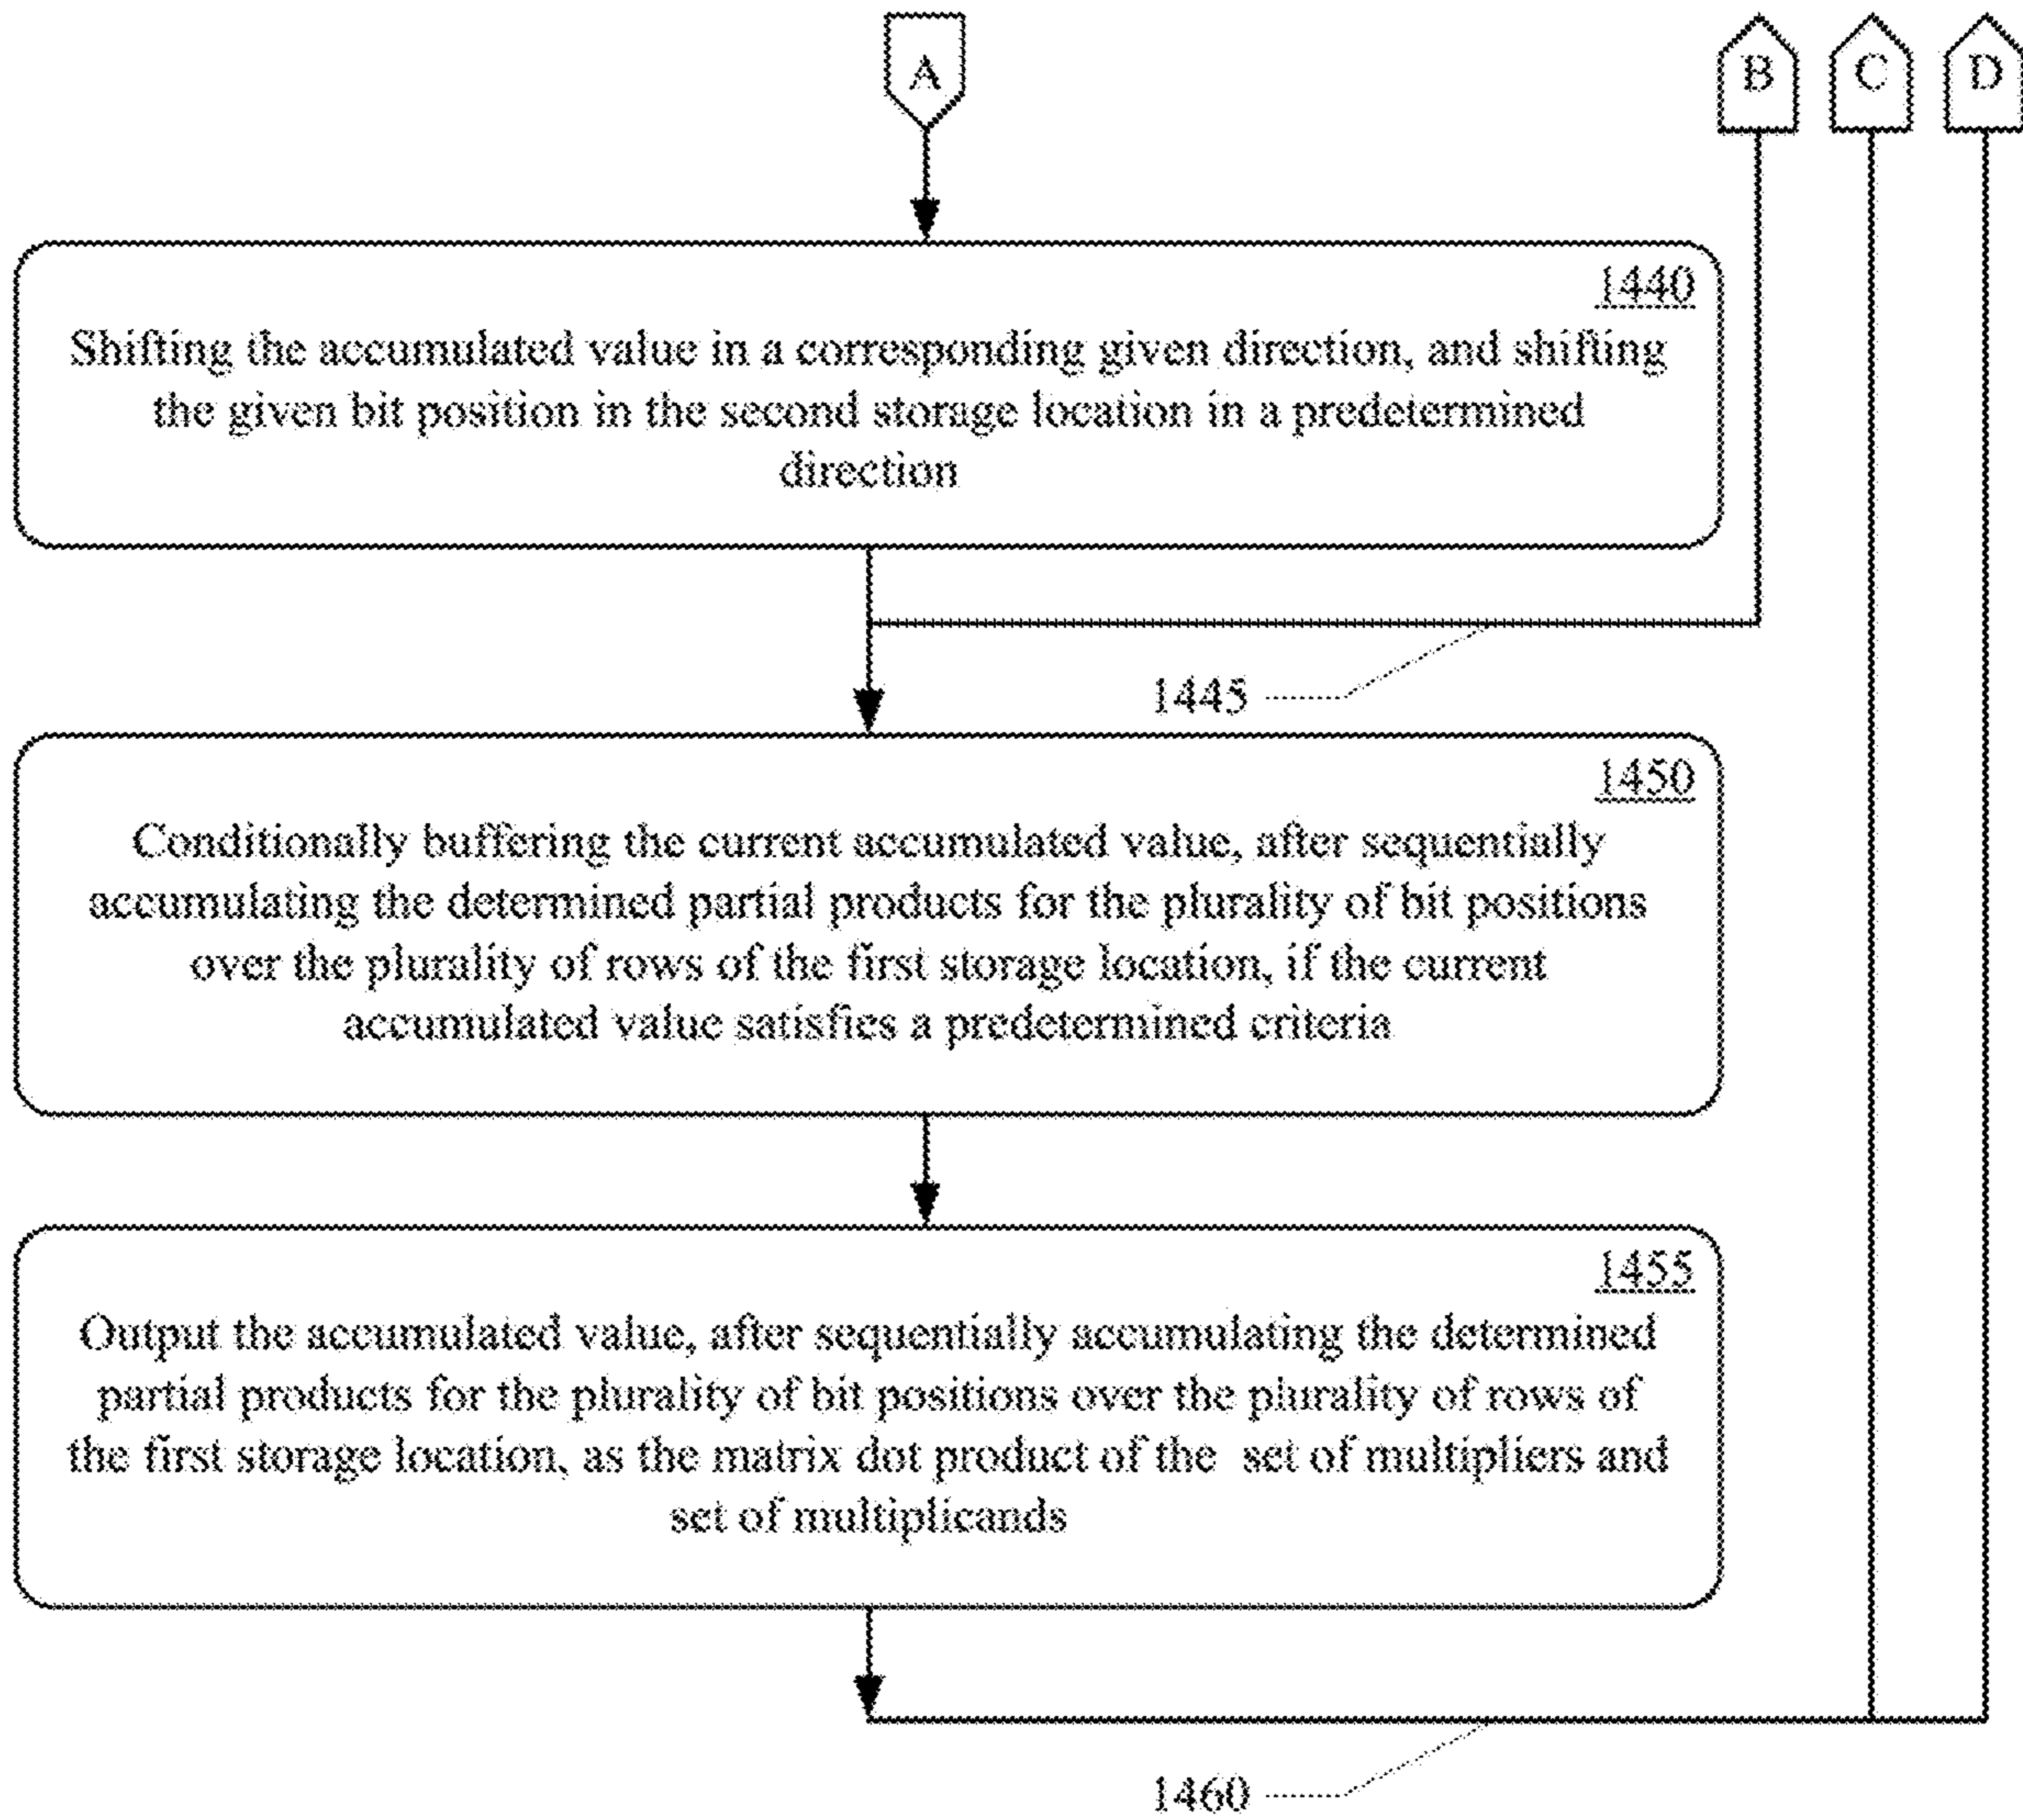 A
B
C
D
1440
Shifting the accumulated value in a corresponding given direction, and shifting
the given bit position in the second storage location in a predetermined
direction
1445
1450
Conditionally buffering the current accumulated value, after sequentially
accumulating the determined partial products for the plurality of bit positions
over the plurality of rows of the first storage location, if the current
accumulated value satisfies a predetermined criteria
1455
Output the accumulated value, after sequentially accumulating the determined
partial products for the plurality of bit positions over the plurality of rows of
the first storage location, as the matrix dot product of the set of multipliers and
set of multiplicands
1460